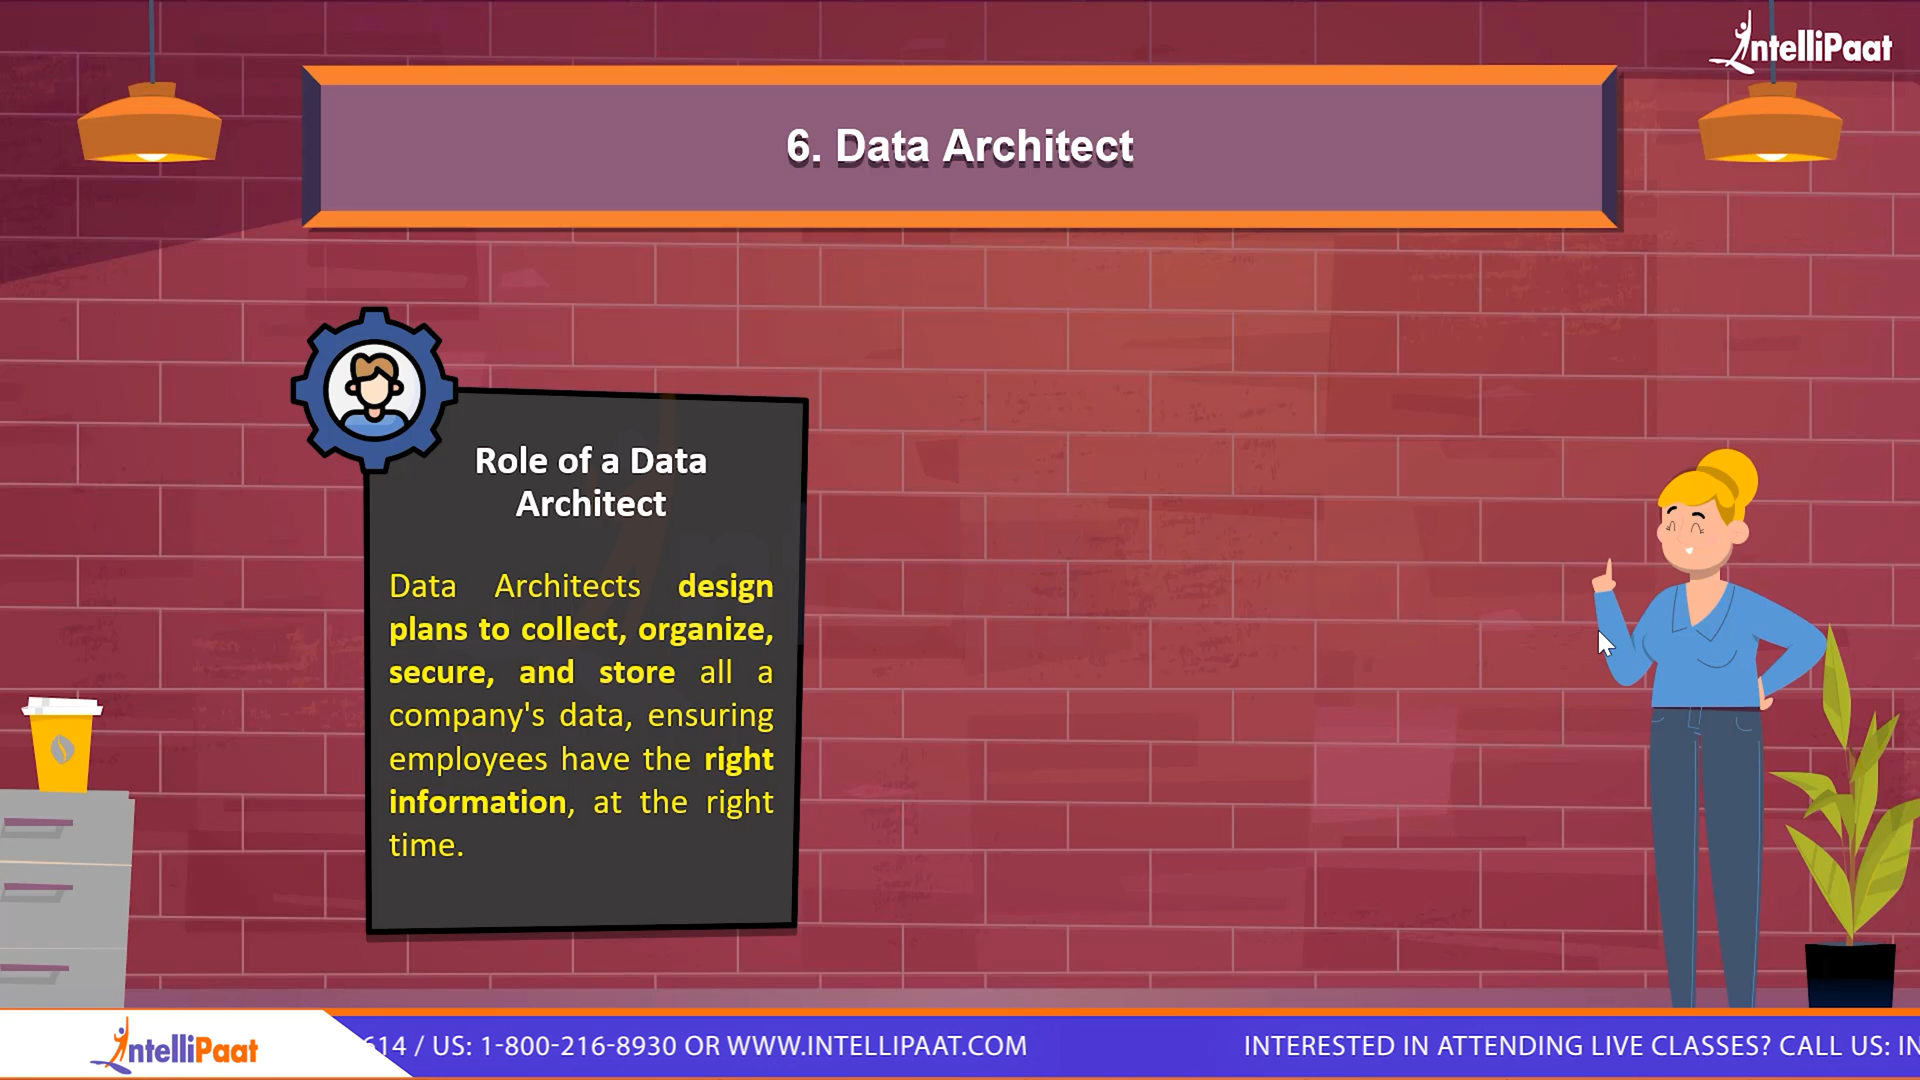 IntelliPaat
6. Data Architect
Role of a Data
Architect
Data Architects design
plans to collect, organize,
secure, and store all a
company's data, ensuring
employees have the right
information, at the right
time.
IntelliPaat
614 / US: 1-800-216-8930 OR WWW.INTELLIPAAT.COM
INTERESTED IN ATTENDING LIVE CLASSES? CALL US: IN